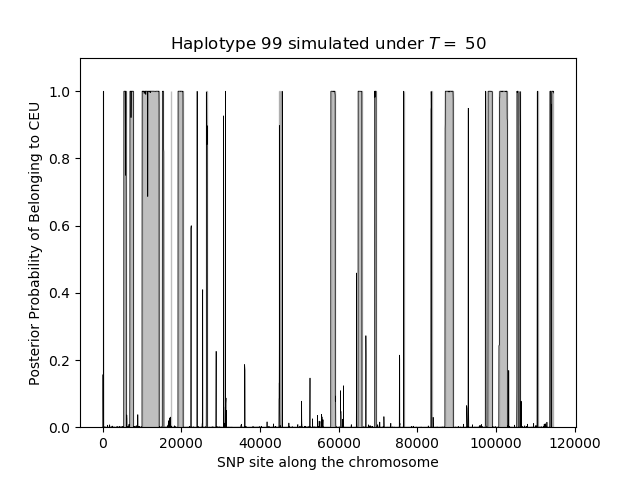 Haplotype 99 simulated under T = 50
Posterior Probability of Belonging to CEU
1.0
0.8
0.6
0.4
0.2
0.0
0 20000 40000 60000 80000 100000 120000
SNP site along the chromosome